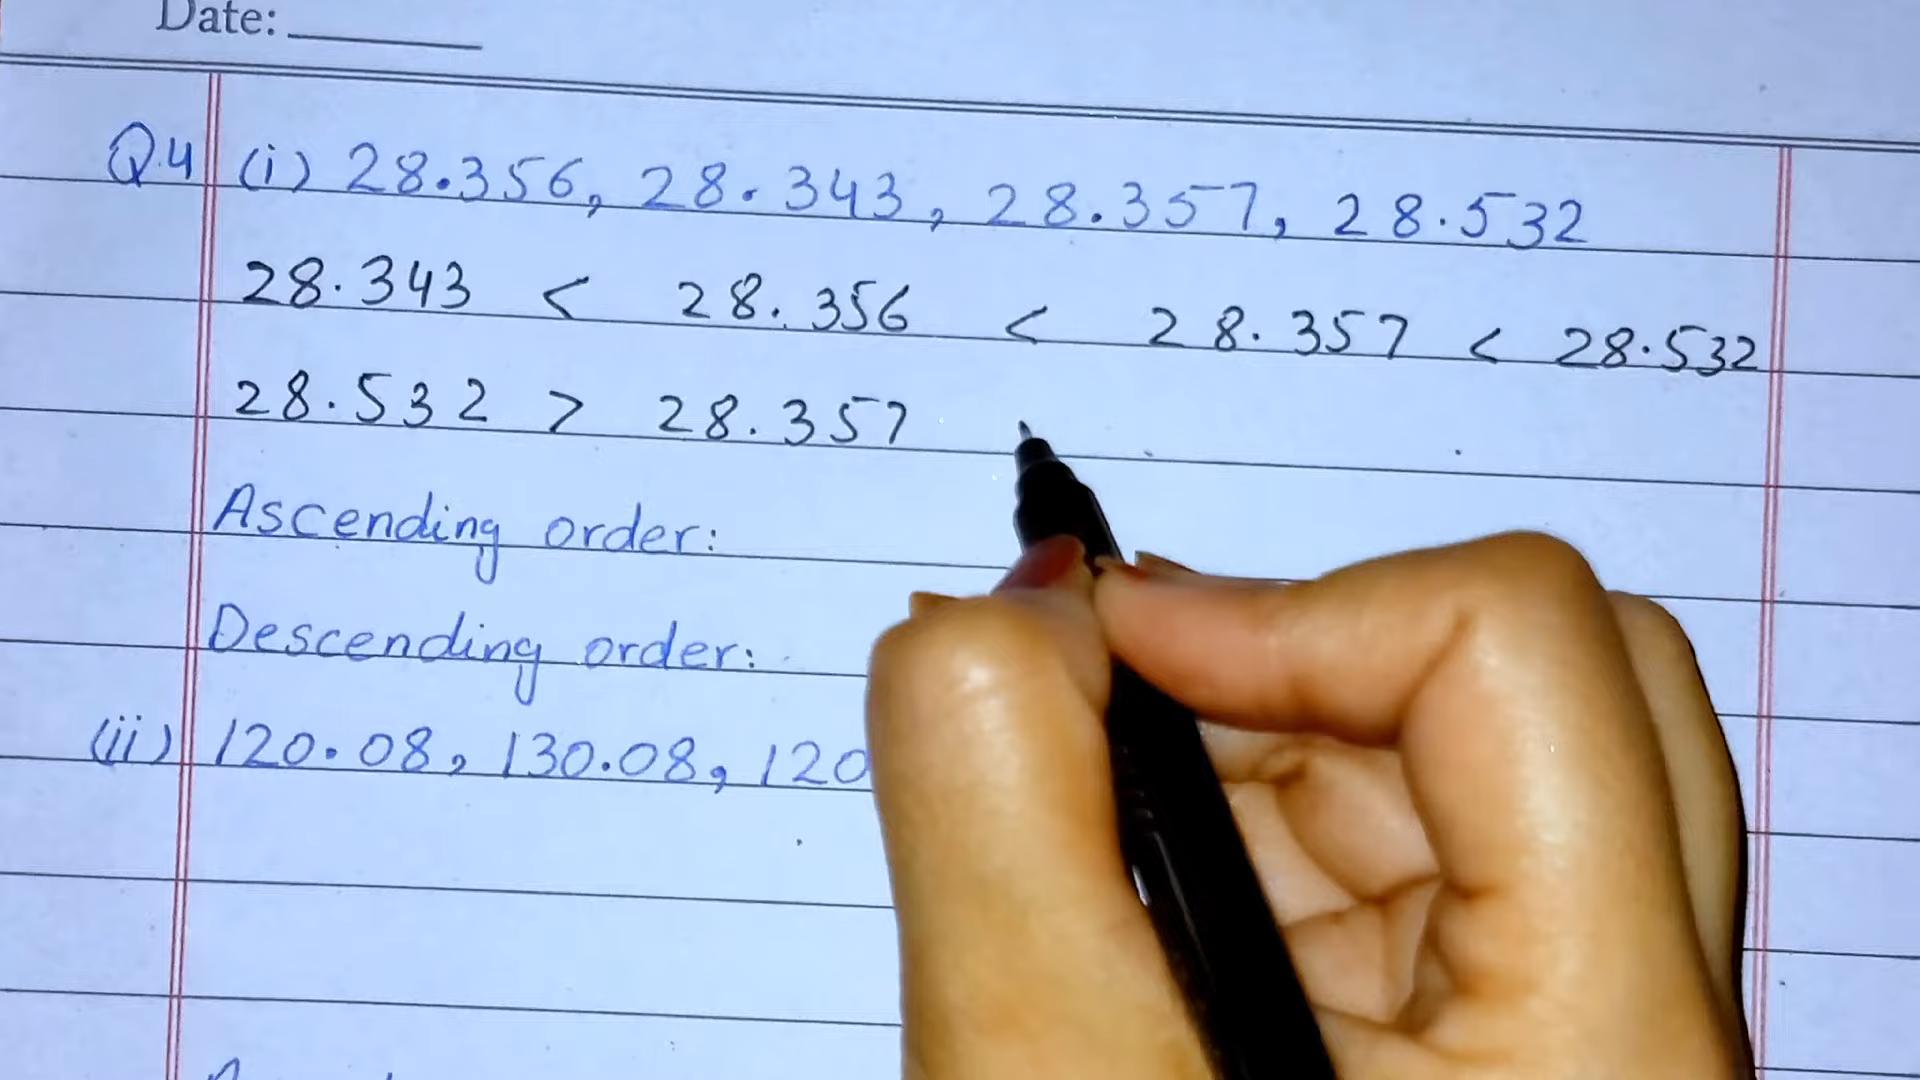 Date:
Q.4 (i) 28.356, 28.343, 28.357, 28.532
28.343 < 28.356 < 28.357 < 28.532
28.532 > 28.357
Ascending order:
Descending order:
(ii) 120.08, 130.08, 120